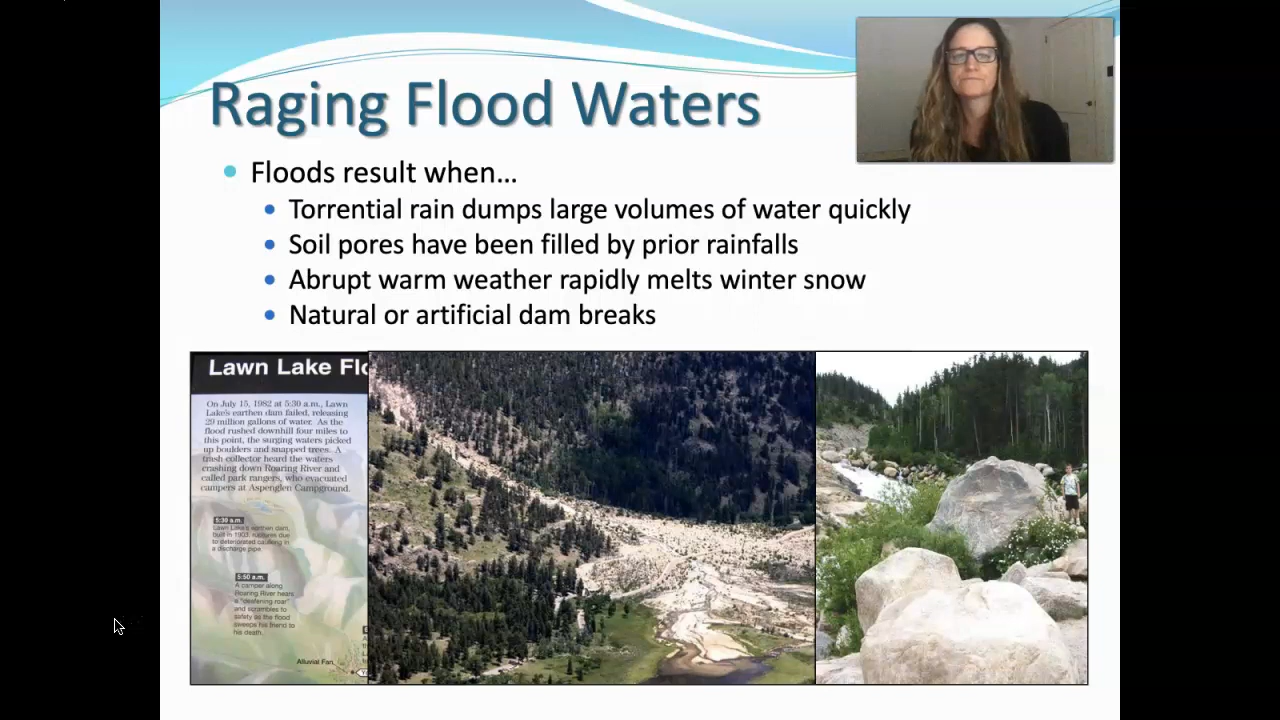 Raging Flood Waters
Floods result when…
Torrential rain dumps large volumes of water quickly
Soil pores have been filled by prior rainfalls
Abrupt warm weather rapidly melts winter snow
Natural or artificial dam breaks
Lawn Lake Flo
On July 15, 1982 at 5:30 a.m., Lawn
Lake's earthen dam failed, releasing
29 million gallons of water. As the
flood rushed downhill four miles to
this point, the surging waters picked
up boulders and snapped trees. A
trash collector heard the waters
crashing down Roaring River and
called park rangers, who evacuated
campers at Aspenglen Campground.
5:30 a.m.
Lawn Lake's earthen dam,
built in 1903, ruptures due
to deteriorated caulking in
a discharge pipe.
5:50 a.m.
A camper along
Roaring River hears
a "deafening roar"
and scrambles to
safety as the flood
sweeps his friend to
his death.
Alluvial Fan